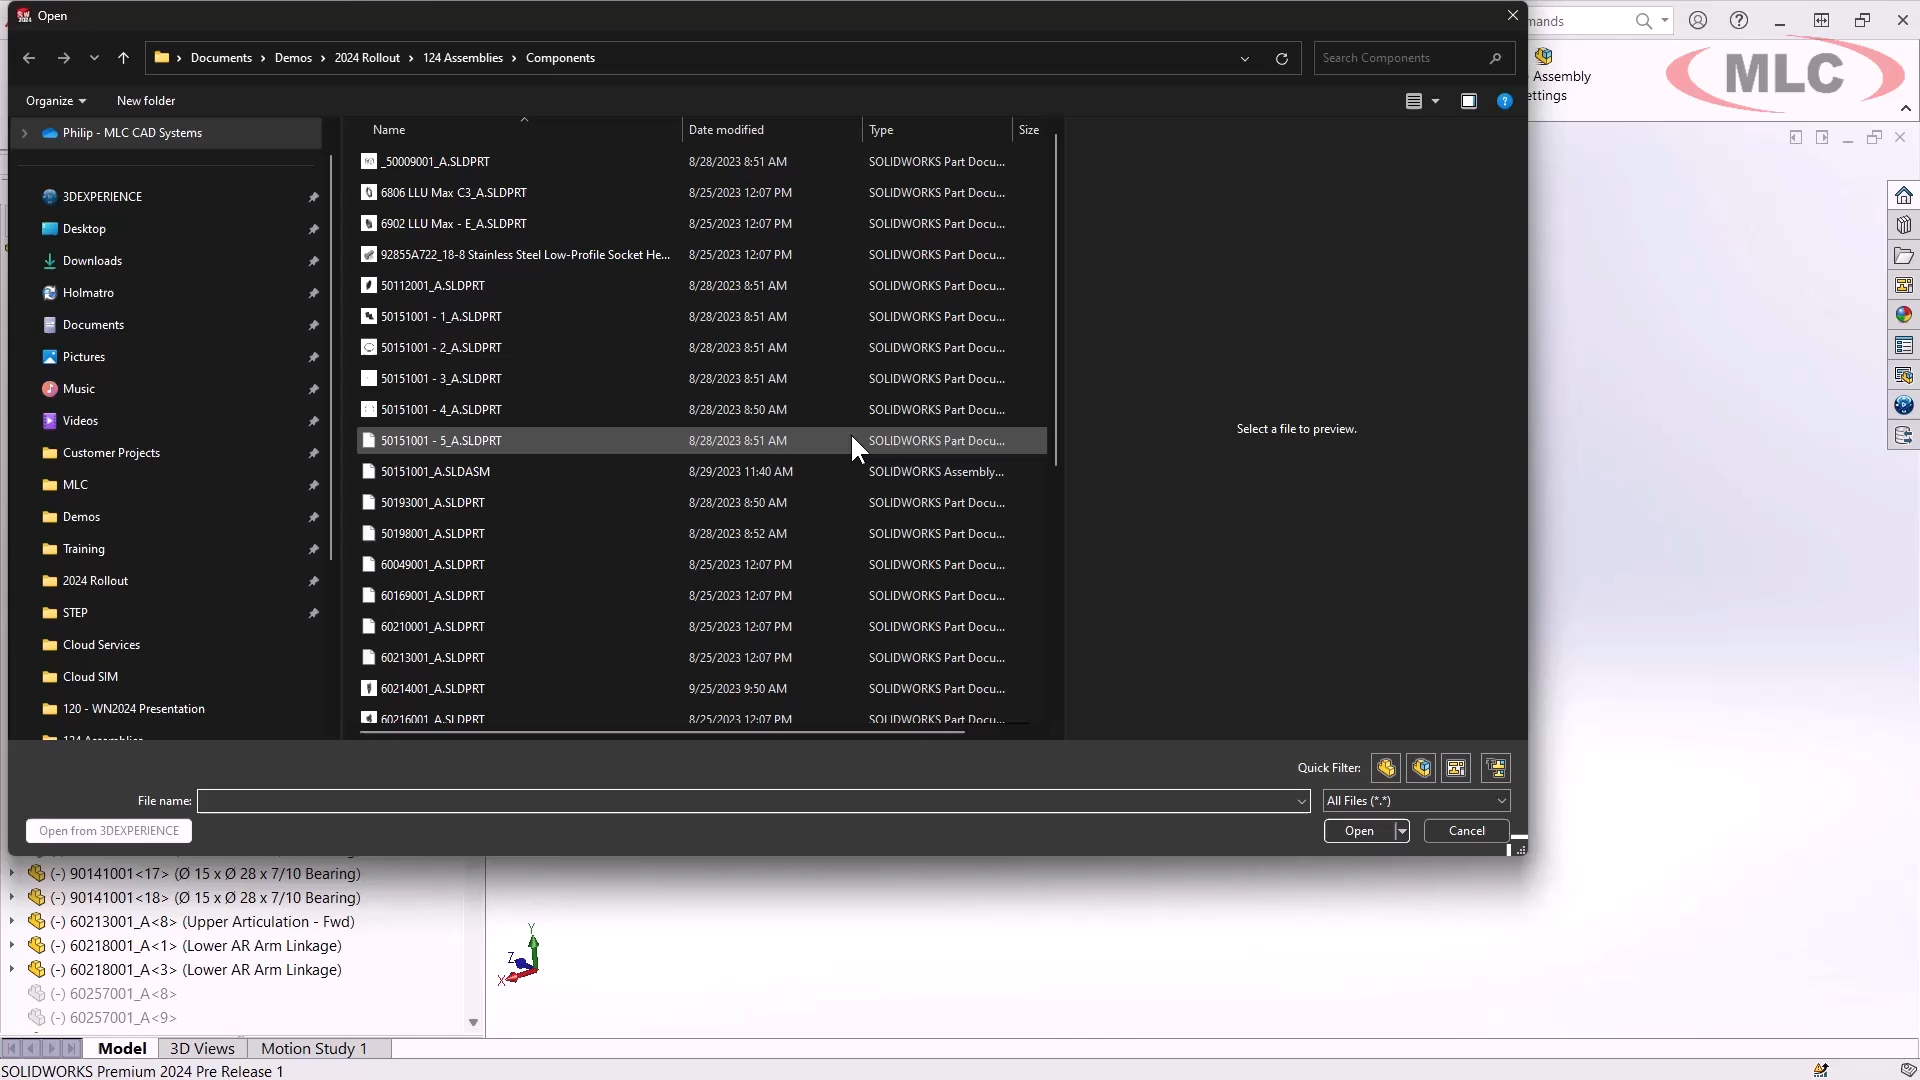 Open
Documents > Demos > 2024 Rollout > 124 Assemblies > Components
Search Components
mands
Organize
New folder
Assembly
ettings
MLC
Philip - MLC CAD Systems
3DEXPERIENCE
Desktop
Downloads
Holmatro
Documents
Pictures
Music
Videos
Customer Projects
MLC
Demos
Training
2024 Rollout
STEP
Cloud Services
Cloud SIM
120 - WN2024 Presentation
124 Assemblies
Name Date modified Type Size
_50009001_A.SLDPRT 8/28/2023 8:51 AM SOLIDWORKS Part Docu...
6806 LLU Max C3_A.SLDPRT 8/25/2023 12:07 PM SOLIDWORKS Part Docu...
6902 LLU Max - E_A.SLDPRT 8/25/2023 12:07 PM SOLIDWORKS Part Docu...
92855A722_18-8 Stainless Steel Low-Profile Socket He... 8/25/2023 12:07 PM SOLIDWORKS Part Docu...
50112001_A.SLDPRT 8/28/2023 8:51 AM SOLIDWORKS Part Docu...
50151001 - 1_A.SLDPRT 8/28/2023 8:51 AM SOLIDWORKS Part Docu...
50151001 - 2_A.SLDPRT 8/28/2023 8:51 AM SOLIDWORKS Part Docu...
50151001 - 3_A.SLDPRT 8/28/2023 8:51 AM SOLIDWORKS Part Docu...
50151001 - 4_A.SLDPRT 8/28/2023 8:50 AM SOLIDWORKS Part Docu...
50151001 - 5_A.SLDPRT 8/28/2023 8:51 AM SOLIDWORKS Part Docu...
50151001_A.SLDASM 8/29/2023 11:40 AM SOLIDWORKS Assembly...
50193001_A.SLDPRT 8/28/2023 8:50 AM SOLIDWORKS Part Docu...
50198001_A.SLDPRT 8/28/2023 8:52 AM SOLIDWORKS Part Docu...
60049001_A.SLDPRT 8/25/2023 12:07 PM SOLIDWORKS Part Docu...
60169001_A.SLDPRT 8/25/2023 12:07 PM SOLIDWORKS Part Docu...
60210001_A.SLDPRT 8/25/2023 12:07 PM SOLIDWORKS Part Docu...
60213001_A.SLDPRT 8/25/2023 12:07 PM SOLIDWORKS Part Docu...
60214001_A.SLDPRT 9/25/2023 9:50 AM SOLIDWORKS Part Docu...
60216001_A.SLDPRT 8/25/2023 12:07 PM SOLIDWORKS Part Docu...
Select a file to preview.
Quick Filter:
File name:
All Files (*.*)
Open from 3DEXPERIENCE
Open
Cancel
(-) 90141001<17> (Ø 15 x Ø 28 x 7/10 Bearing)
(-) 90141001<18> (Ø 15 x Ø 28 x 7/10 Bearing)
(-) 60213001_A<8> (Upper Articulation - Fwd)
(-) 60218001_A<1> (Lower AR Arm Linkage)
(-) 60218001_A<3> (Lower AR Arm Linkage)
(-) 60257001_A<8>
(-) 60257001_A<9>
Y
Z
X
Model
3D Views
Motion Study 1
SOLIDWORKS Premium 2024 Pre Release 1